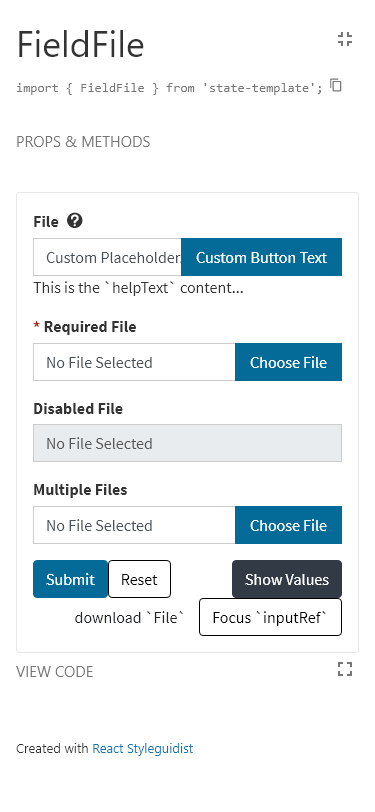 FieldFile
import { FieldFile } from 'state-template';
PROPS & METHODS
File
Custom Placeholder Custom Button Text
This is the `helpText` content...
* Required File
No File Selected Choose File
Disabled File
No File Selected
Multiple Files
No File Selected Choose File
Submit Reset Show Values
download `File` Focus `inputRef`
VIEW CODE
Created with React Styleguidist